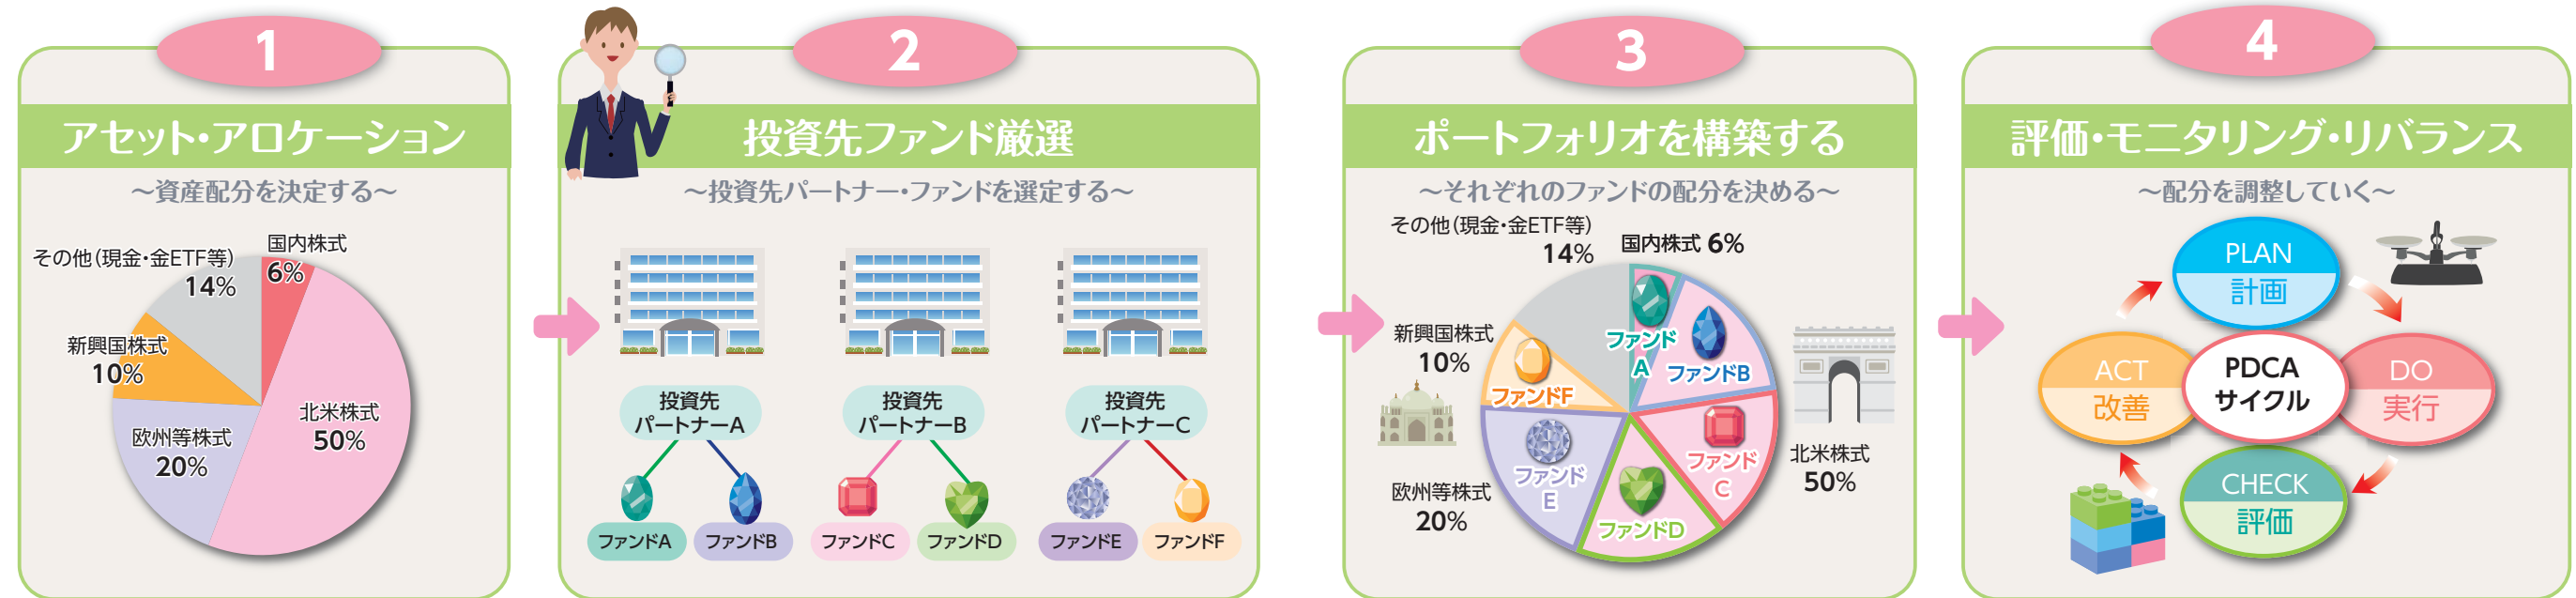 1
アセット・アロケーション
～資産配分を決定する～
国内株式
6%
その他（現金・金ETF等）
14%
新興国株式
10%
欧州等株式
20%
北米株式
50%
2
投資先ファンド厳選
～投資先パートナー・ファンドを選定する～
投資先
パートナーA
投資先
パートナーB
投資先
パートナーC
ファンドA
ファンドB
ファンドC
ファンドD
ファンドE
ファンドF
3
ポートフォリオを構築する
～それぞれのファンドの配分を決める～
その他（現金・金ETF等）
14%
国内株式 6%
新興国株式
10%
ファンド
A
ファンドB
ファンドF
ファンド
C
ファンド
E
ファンドD
北米株式
50%
欧州等株式
20%
4
評価・モニタリング・リバランス
～配分を調整していく～
PLAN
計画
ACT
改善
PDCA
サイクル
DO
実行
CHECK
評価